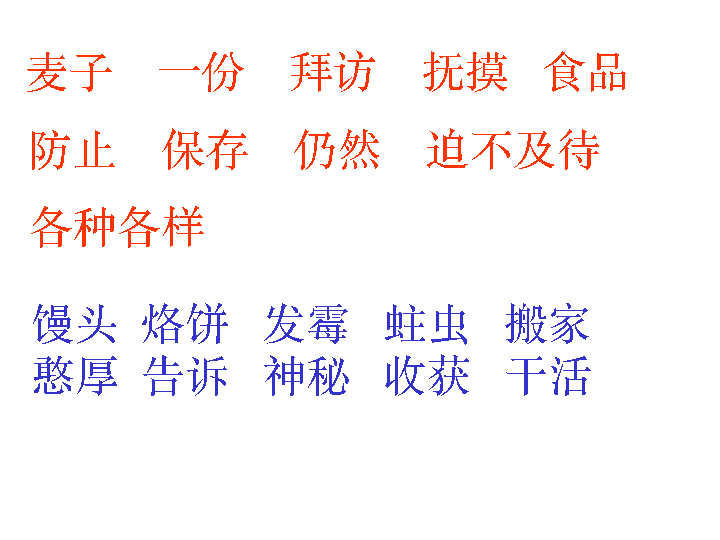 麦子 一份 拜访 抚摸 食品
防止 保存 仍然 迫不及待
各种各样
馒头 烙饼 发霉 蛀虫 搬家
憨厚 告诉 神秘 收获 干活